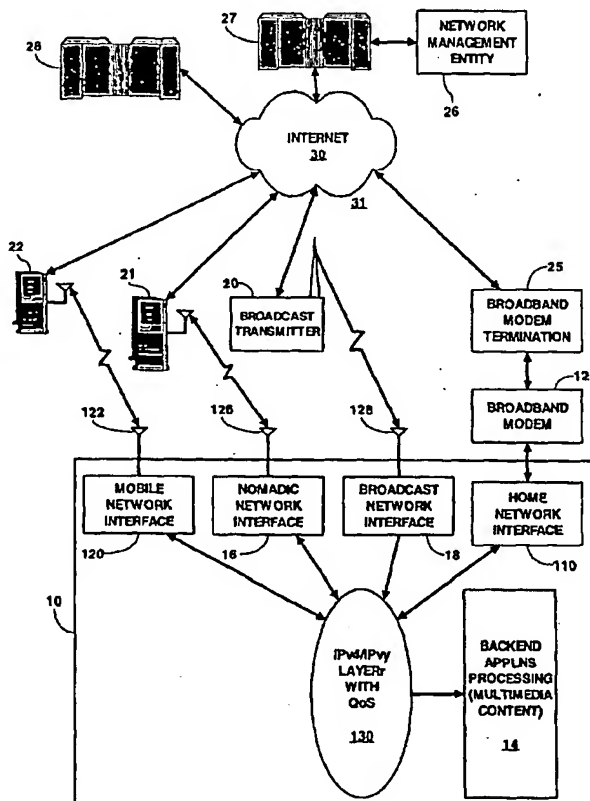 28
27
NETWORK
MANAGEMENT
ENTITY
26
INTERNET
30
31
22
21
20
BROADCAST
TRANSMITTER
25
BROADBAND
MODEM
TERMINATION
12
BROADBAND
MODEM
122
126
128
MOBILE
NETWORK
INTERFACE
120
NOMADIC
NETWORK
INTERFACE
16
BROADCAST
NETWORK
INTERFACE
18
HOME
NETWORK
INTERFACE
110
10
IPv4/IPvy
LAYERr
WITH
QoS
130
BACKEND
APPLNS
PROCESSING
(MULTIMEDIA
CONTENT)
14